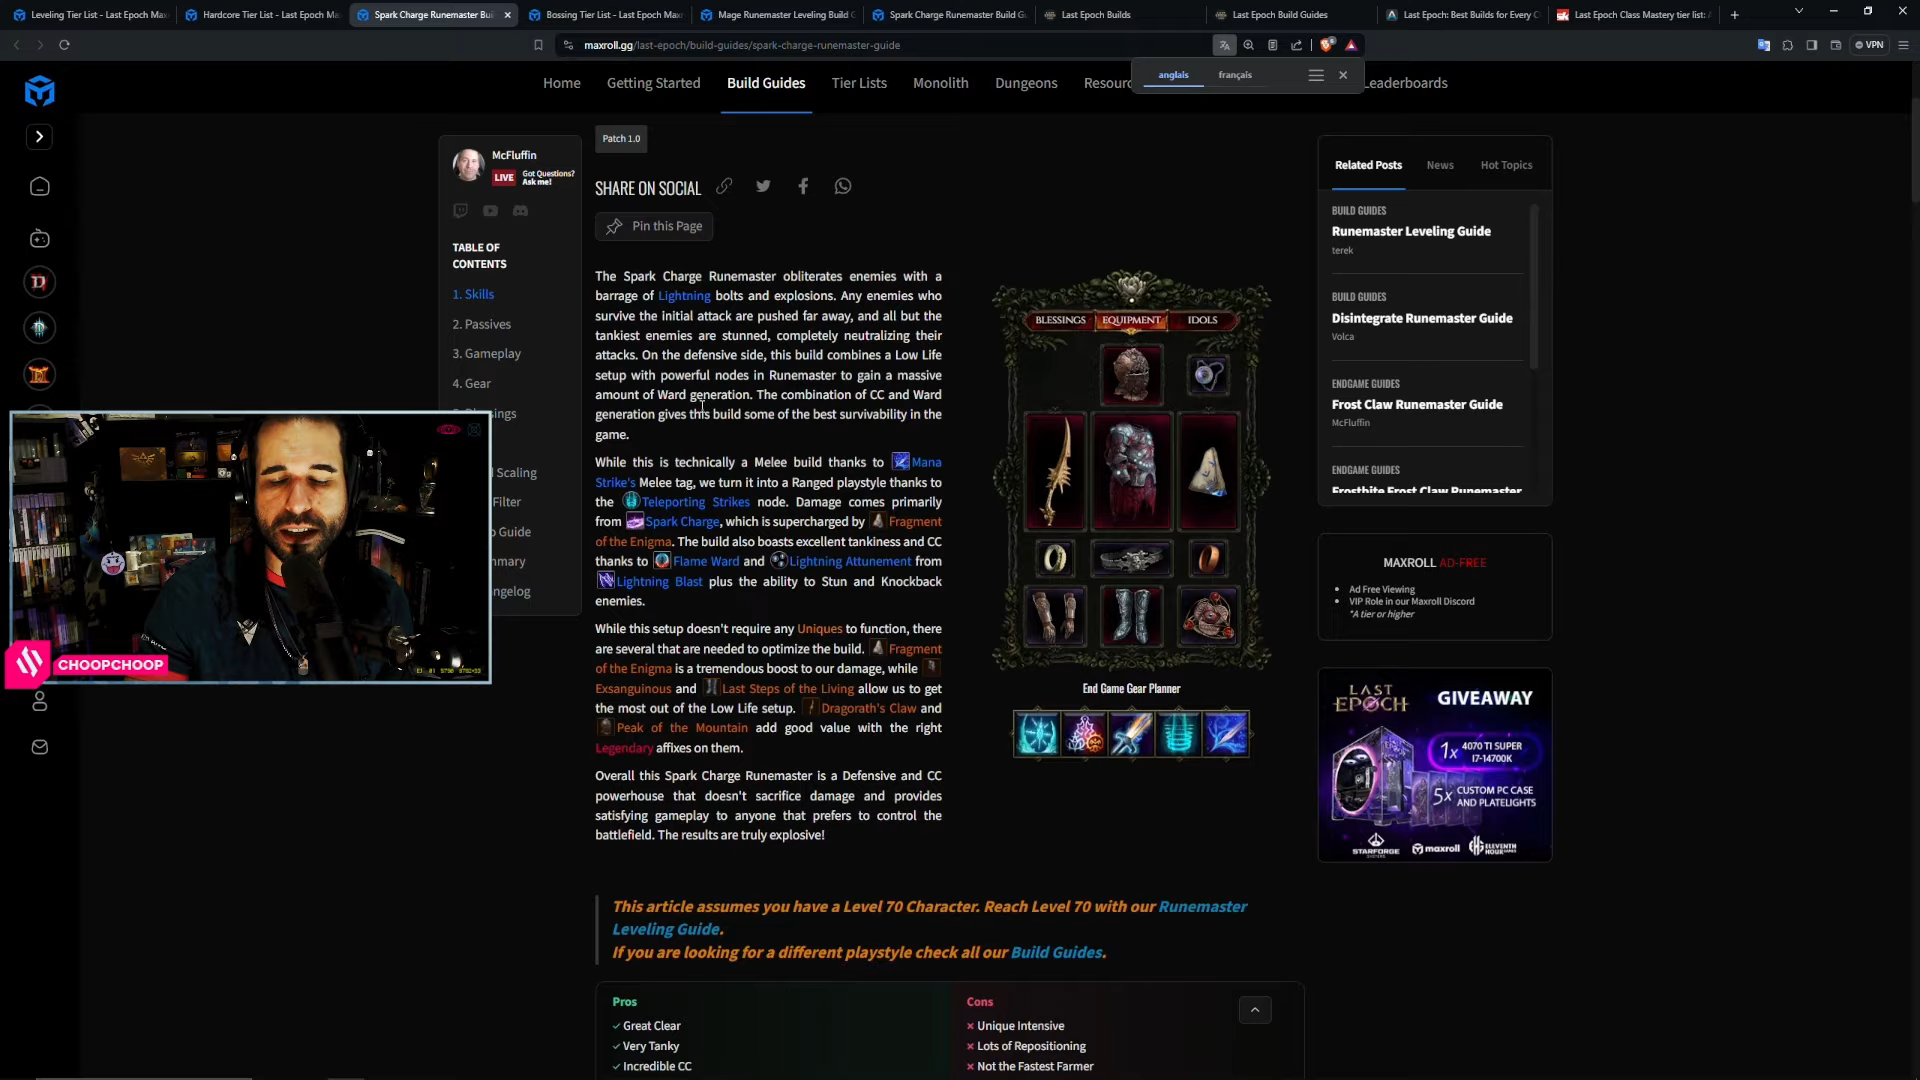 Leveling Tier List - Last Epoch Max
Hardcore Tier List - Last Epoch Ma
Spark Charge Runemaster Bui
Bossing Tier List - Last Epoch Max
Mage Runemaster Leveling Build G
Spark Charge Runemaster Build G
Last Epoch Builds
Last Epoch Build Guides
Last Epoch: Best Builds for Every C
Last Epoch Class Mastery tier list:
maxroll.gg/last-epoch/build-guides/spark-charge-runemaster-guide
VPN
anglais
français
Home
Getting Started
Build Guides
Tier Lists
Monolith
Dungeons
Resourc
Leaderboards
McFluffin
LIVE
Got Questions?
Ask me!
TABLE OF
CONTENTS
1. Skills
2. Passives
3. Gameplay
4. Gear
ngs
Scaling
Filter
Guide
mmary
ngelog
CHOOPCHOOP
Patch 1.0
SHARE ON SOCIAL
Pin this Page
The Spark Charge Runemaster obliterates enemies with a
barrage of Lightning bolts and explosions. Any enemies who
survive the initial attack are pushed far away, and all but the
tankiest enemies are stunned, completely neutralizing their
attacks. On the defensive side, this build combines a Low Life
setup with powerful nodes in Runemaster to gain a massive
amount of Ward generation. The combination of CC and Ward
generation gives this build some of the best survivability in the
game.
While this is technically a Melee build thanks to Mana
Strike's Melee tag, we turn it into a Ranged playstyle thanks to
the Teleporting Strikes node. Damage comes primarily
from Spark Charge, which is supercharged by Fragment
of the Enigma. The build also boasts excellent tankiness and CC
thanks to Flame Ward and Lightning Attunement from
Lightning Blast plus the ability to Stun and Knockback
enemies.
While this setup doesn't require any Uniques to function, there
are several that are needed to optimize the build. Fragment
of the Enigma is a tremendous boost to our damage, while
Exsanguinous and Last Steps of the Living allow us to get
the most out of the Low Life setup. Dragorath's Claw and
Peak of the Mountain add good value with the right
Legendary affixes on them.
Overall this Spark Charge Runemaster is a Defensive and CC
powerhouse that doesn't sacrifice damage and provides
satisfying gameplay to anyone that prefers to control the
battlefield. The results are truly explosive!
BLESSINGS
EQUIPMENT
IDOLS
End Game Gear Planner
This article assumes you have a Level 70 Character. Reach Level 70 with our Runemaster
Leveling Guide.
If you are looking for a different playstyle check all our Build Guides.
Pros
Great Clear
Very Tanky
Incredible CC
Cons
Unique Intensive
Lots of Repositioning
Not the Fastest Farmer
Related Posts
News
Hot Topics
BUILD GUIDES
Runemaster Leveling Guide
terek
BUILD GUIDES
Disintegrate Runemaster Guide
Volca
ENDGAME GUIDES
Frost Claw Runemaster Guide
McFluffin
ENDGAME GUIDES
Frostbite Frost Claw Runemaster
MAXROLL AD-FREE
Ad Free Viewing
VIP Role in our Maxroll Discord
*A tier or higher
LAST
EPOCH
GIVEAWAY
1x 4070 TI SUPER
I7-14700K
5x CUSTOM PC CASE
AND PLATELIGHTS
STARFORGE
SYSTEMS
maxroll
ELEVENTH
HOUR GAMES